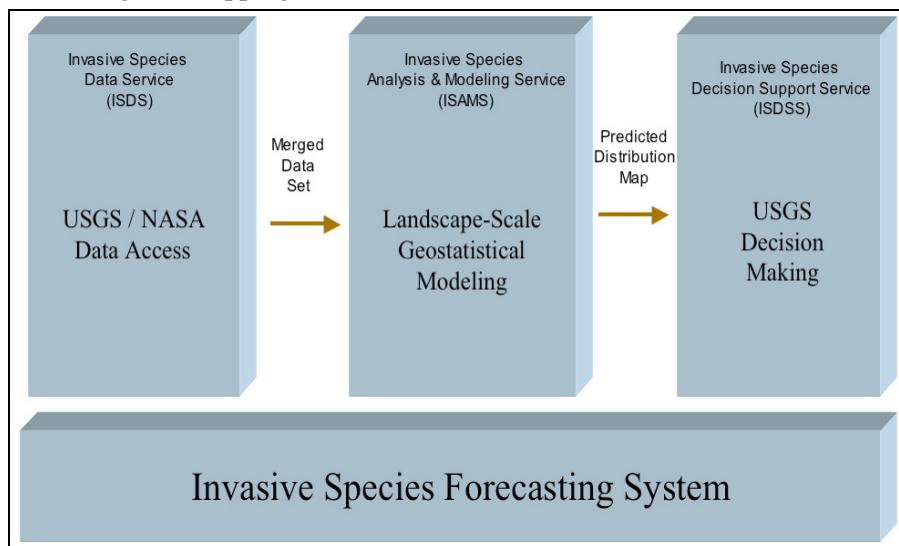 Invasive Species
Data Service
(ISDS)
USGS / NASA
Data Access
Merged
Data
Set
Invasive Species
Analysis & Modeling Service
(ISAMS)
Landscape-Scale
Geostatistical
Modeling
Predicted
Distribution
Map
Invasive Species
Decision Support Service
(ISDSS)
USGS
Decision
Making
Invasive Species Forecasting System